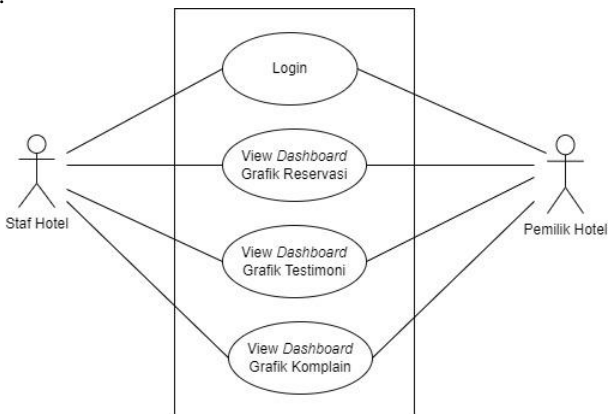 Login
View Dashboard
Grafik Reservasi
Staf Hotel
Pemilik Hotel
View Dashboard
Grafik Testimoni
View Dashboard
Grafik Komplain